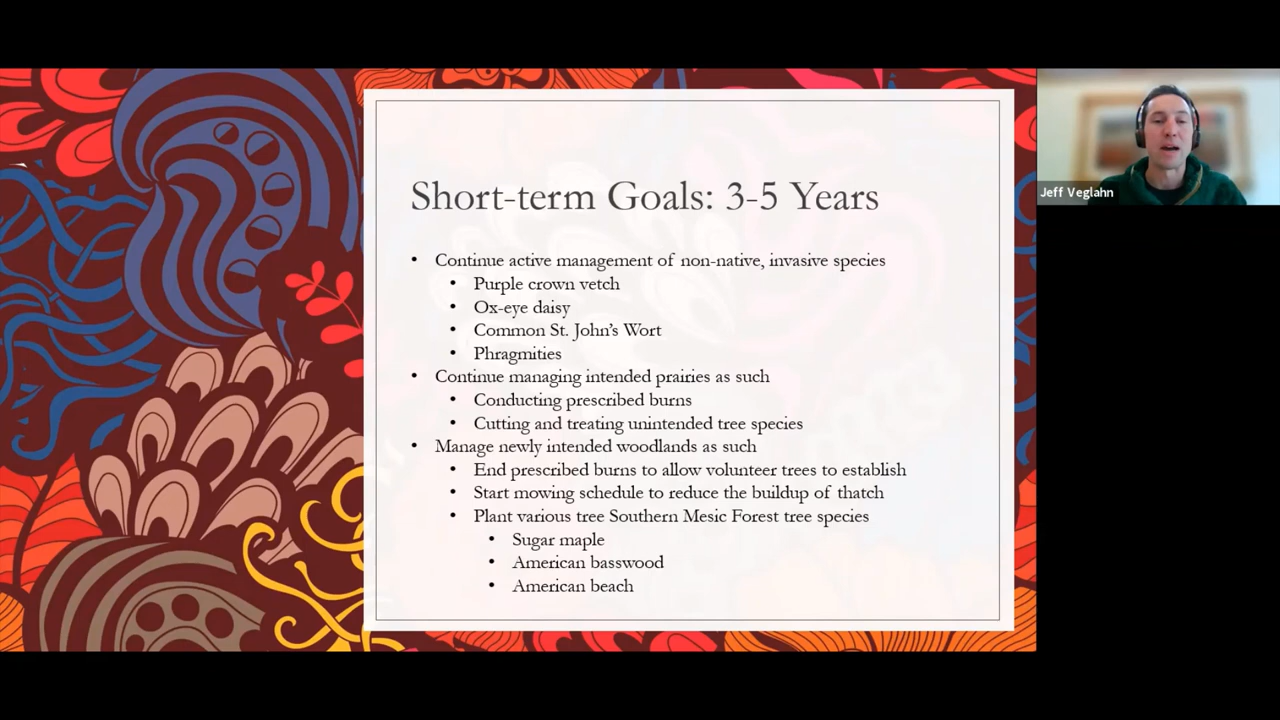 Short-term Goals: 3-5 Years
• Continue active management of non-native, invasive species
• Purple crown vetch
• Ox-eye daisy
• Common St. John's Wort
• Phragmities
• Continue managing intended prairies as such
• Conducting prescribed burns
• Cutting and treating unintended tree species
• Manage newly intended woodlands as such
• End prescribed burns to allow volunteer trees to establish
• Start mowing schedule to reduce the buildup of thatch
• Plant various tree Southern Mesic Forest tree species
• Sugar maple
• American basswood
• American beach
Jeff Veglahn